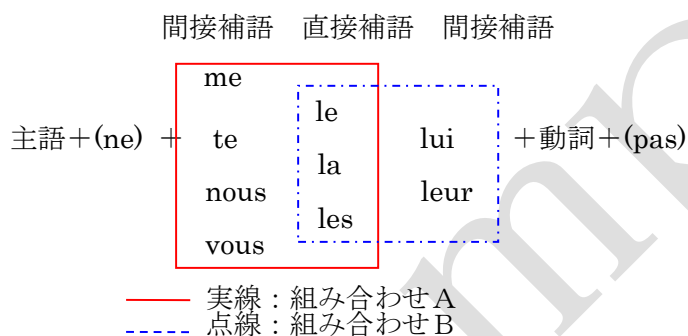 間接補語 直接補語 間接補語
me
le
主語＋(ne) ＋ te lui ＋動詞＋(pas)
la
nous leur
les
vous
実線：組み合わせＡ
点線：組み合わせＢ